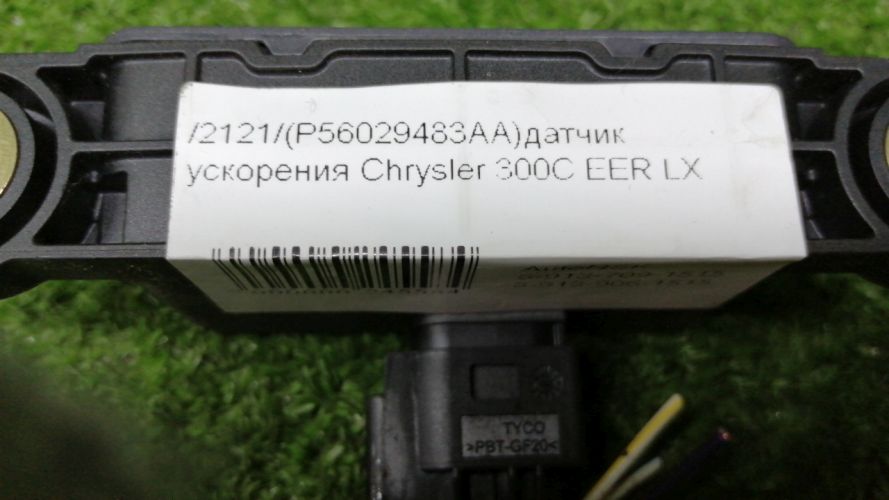 /2121/(P56029483AA)датчик
ускорения Chrysler 300C EER LX
TYCO
>PBT-GF20<